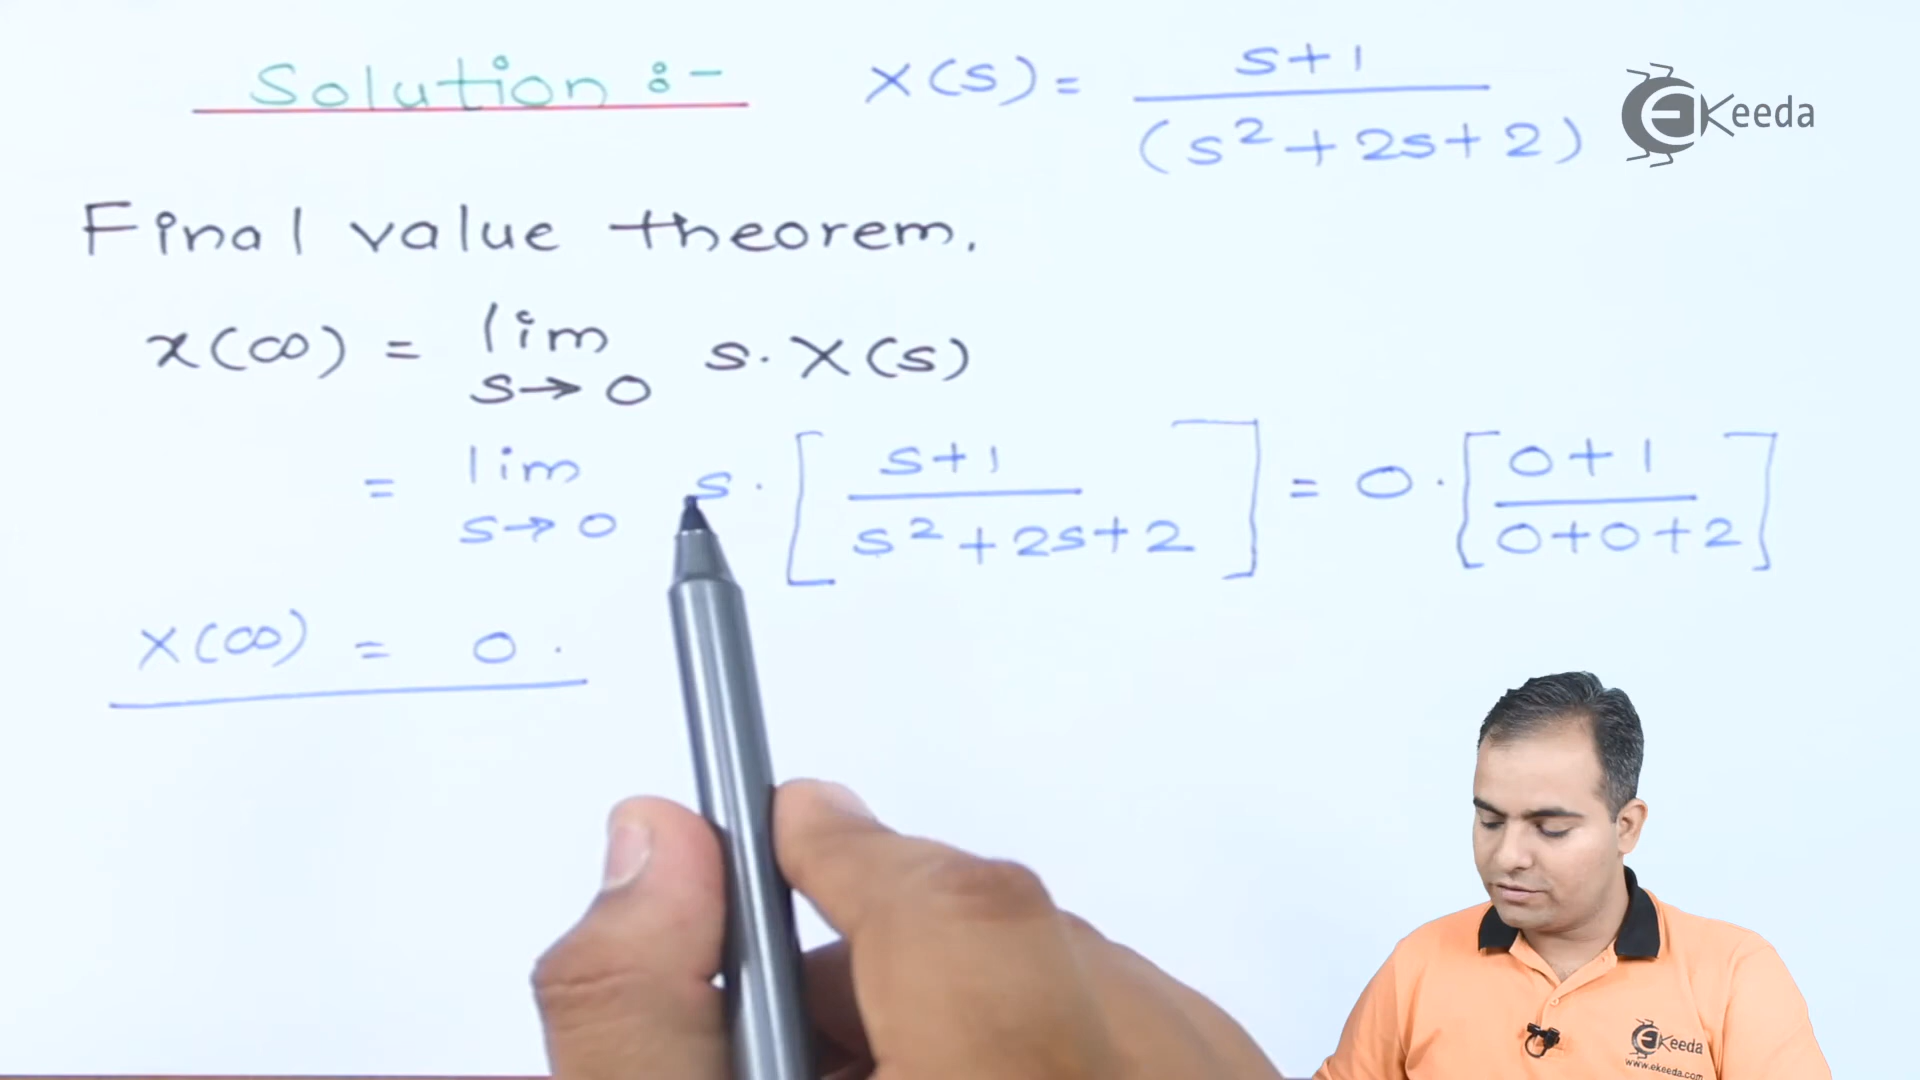 Solution :- X(s) = s+1 / (s²+2s+2)
EKeeda
Final value theorem.
x(∞) = lim s→0 s·X(s)
= lim s→0 s·[s+1 / s²+2s+2] = 0·[0+1 / 0+0+2]
x(∞) = 0.
EKeeda
www.ekeeda.com